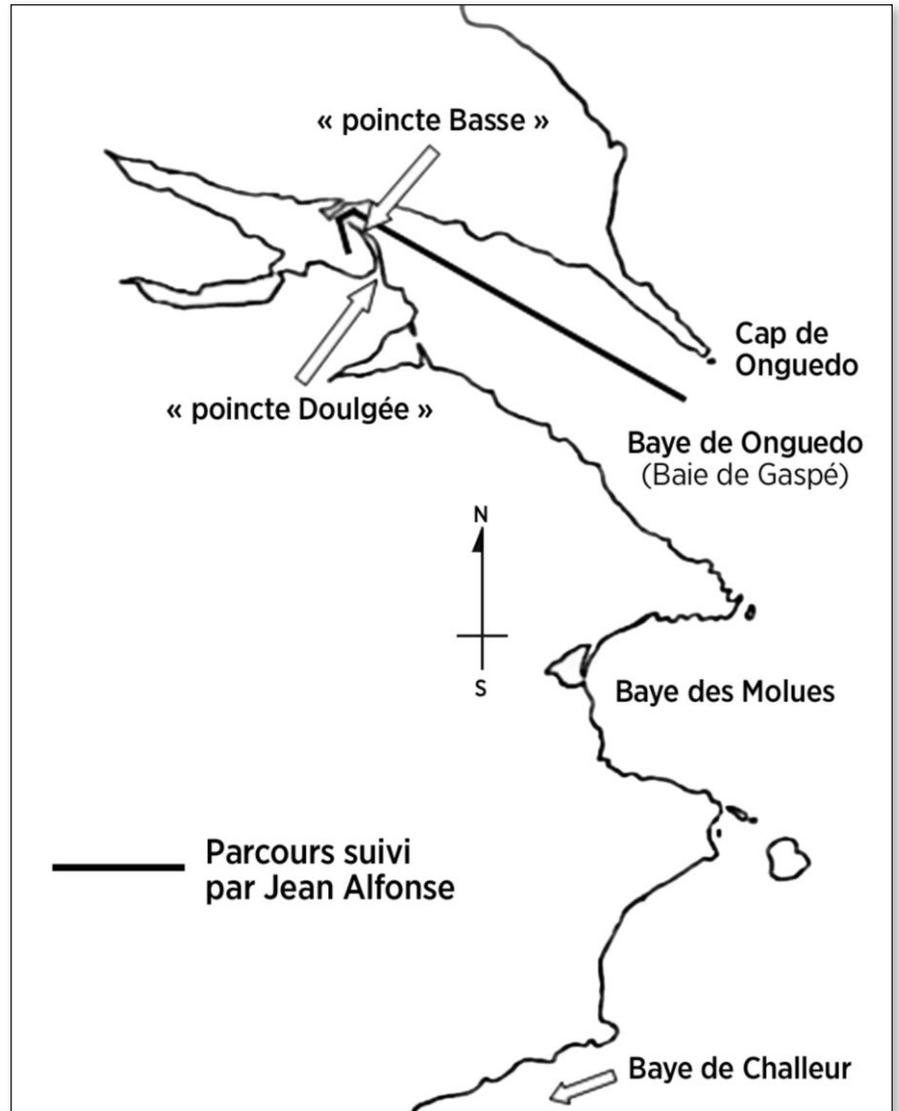 « poincte Basse »
Cap de
Onguedo
« poincte Doulgée »
Baye de Onguedo
(Baie de Gaspé)
N
S
Baye des Molues
Parcours suivi
par Jean Alfonse
Baye de Challeur